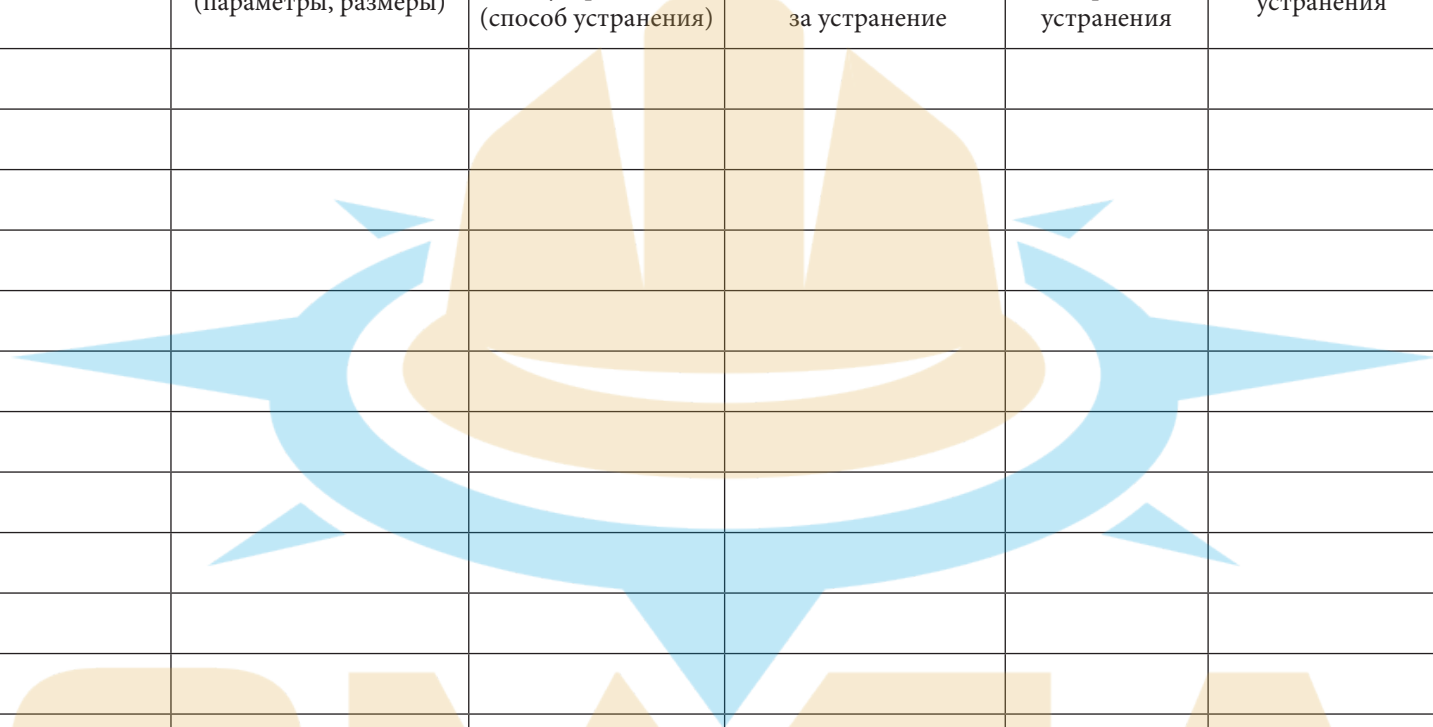 (параметры, размеры)
(способ устранения)
за устранение
устранения
устранения